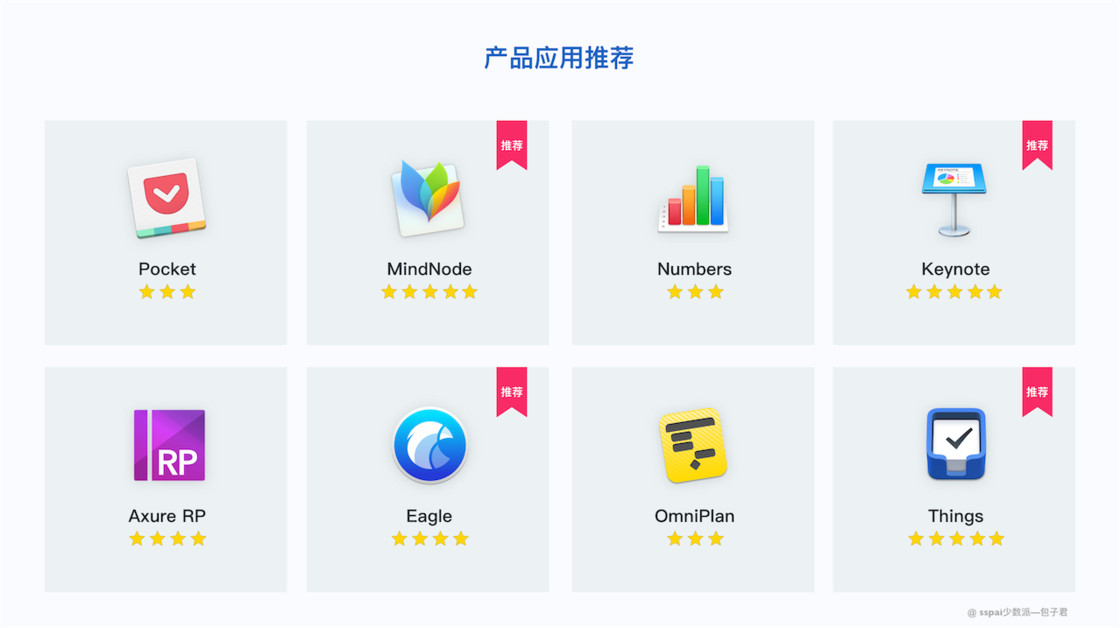 产品应用推荐
推荐
推荐
Pocket
MindNode
Numbers
Keynote
推荐
推荐
RP
Axure RP
Eagle
OmniPlan
Things
@ sspai少数派—包子君